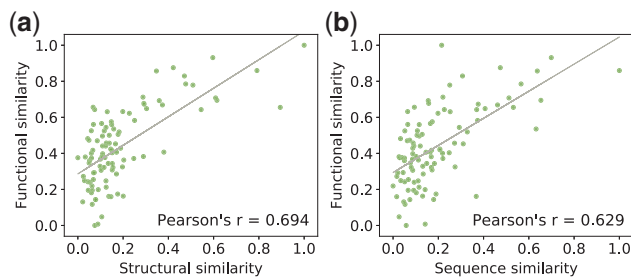 (a)
Functional similarity
1.0
0.8
0.6
0.4
0.2
0.0
Pearson's r = 0.694
0.0 0.2 0.4 0.6 0.8 1.0
Structural similarity
(b)
Functional similarity
1.0
0.8
0.6
0.4
0.2
0.0
Pearson's r = 0.629
0.0 0.2 0.4 0.6 0.8 1.0
Sequence similarity